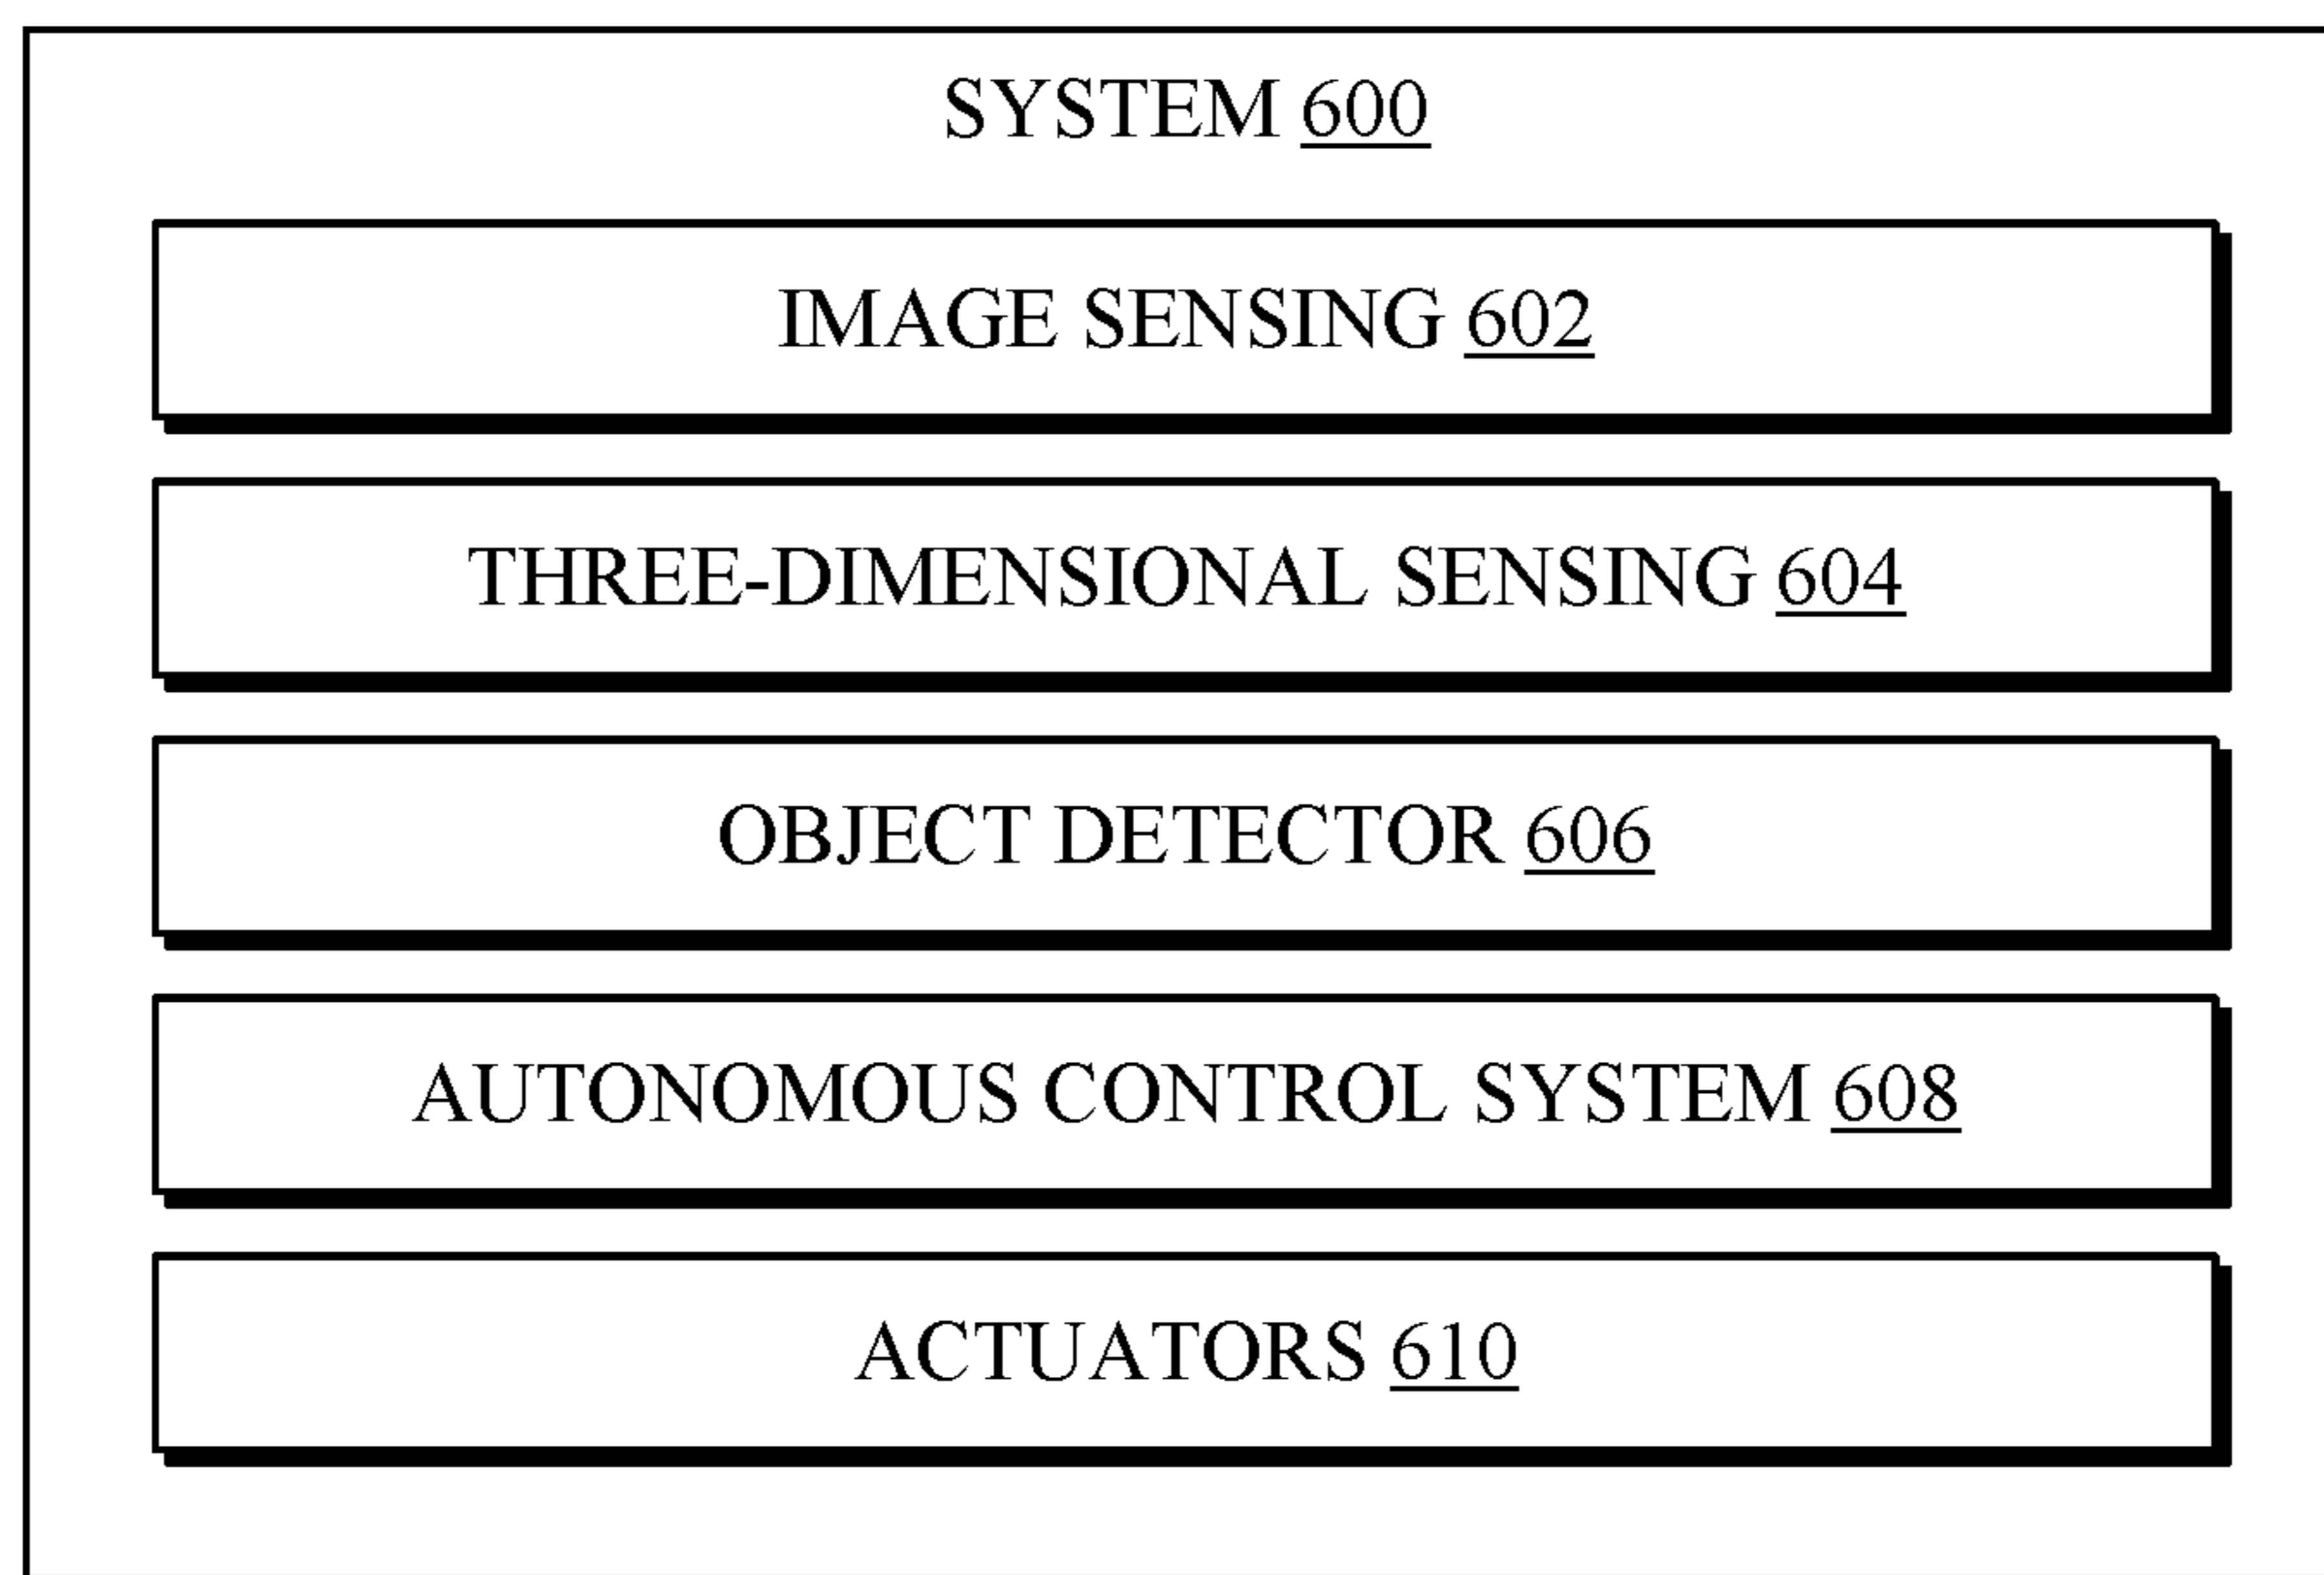 SYSTEM 600
IMAGE SENSING 602
THREE-DIMENSIONAL SENSING 604
OBJECT DETECTOR 606
AUTONOMOUS CONTROL SYSTEM 608
ACTUATORS 610